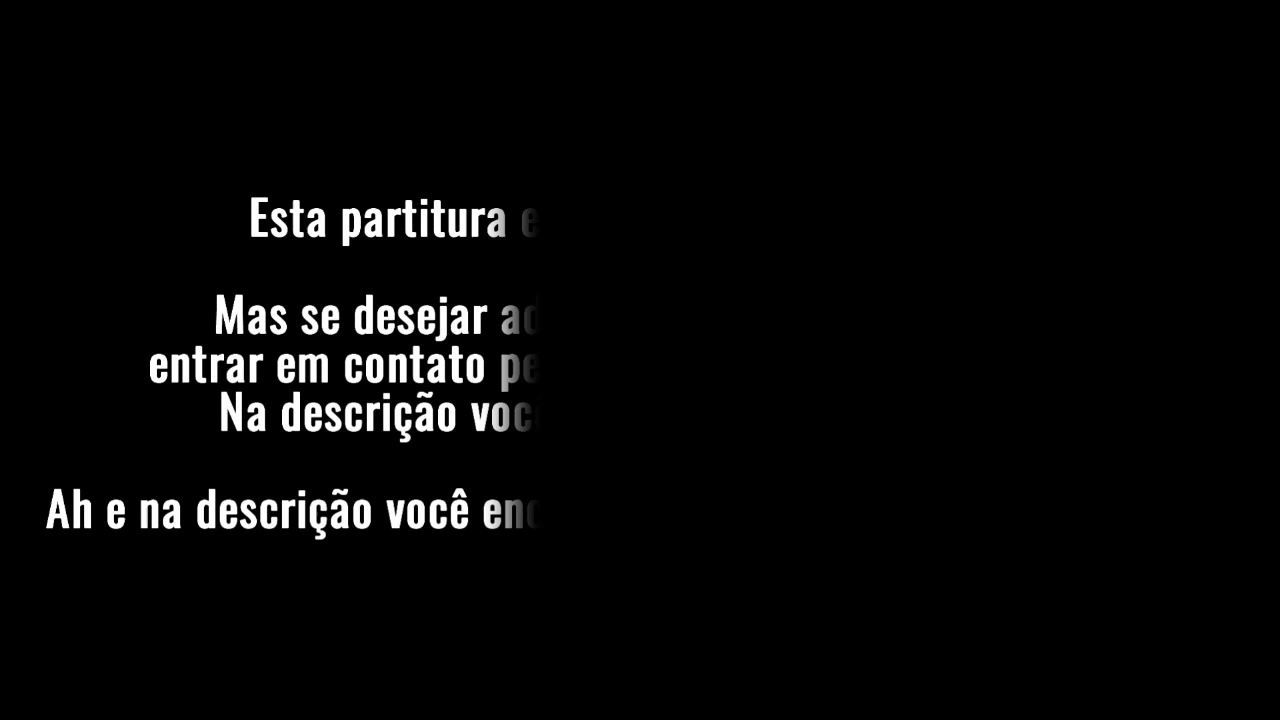 Esta partitura
Mas se desejar
entrar em contato
Na descrição
Ah e na descrição você